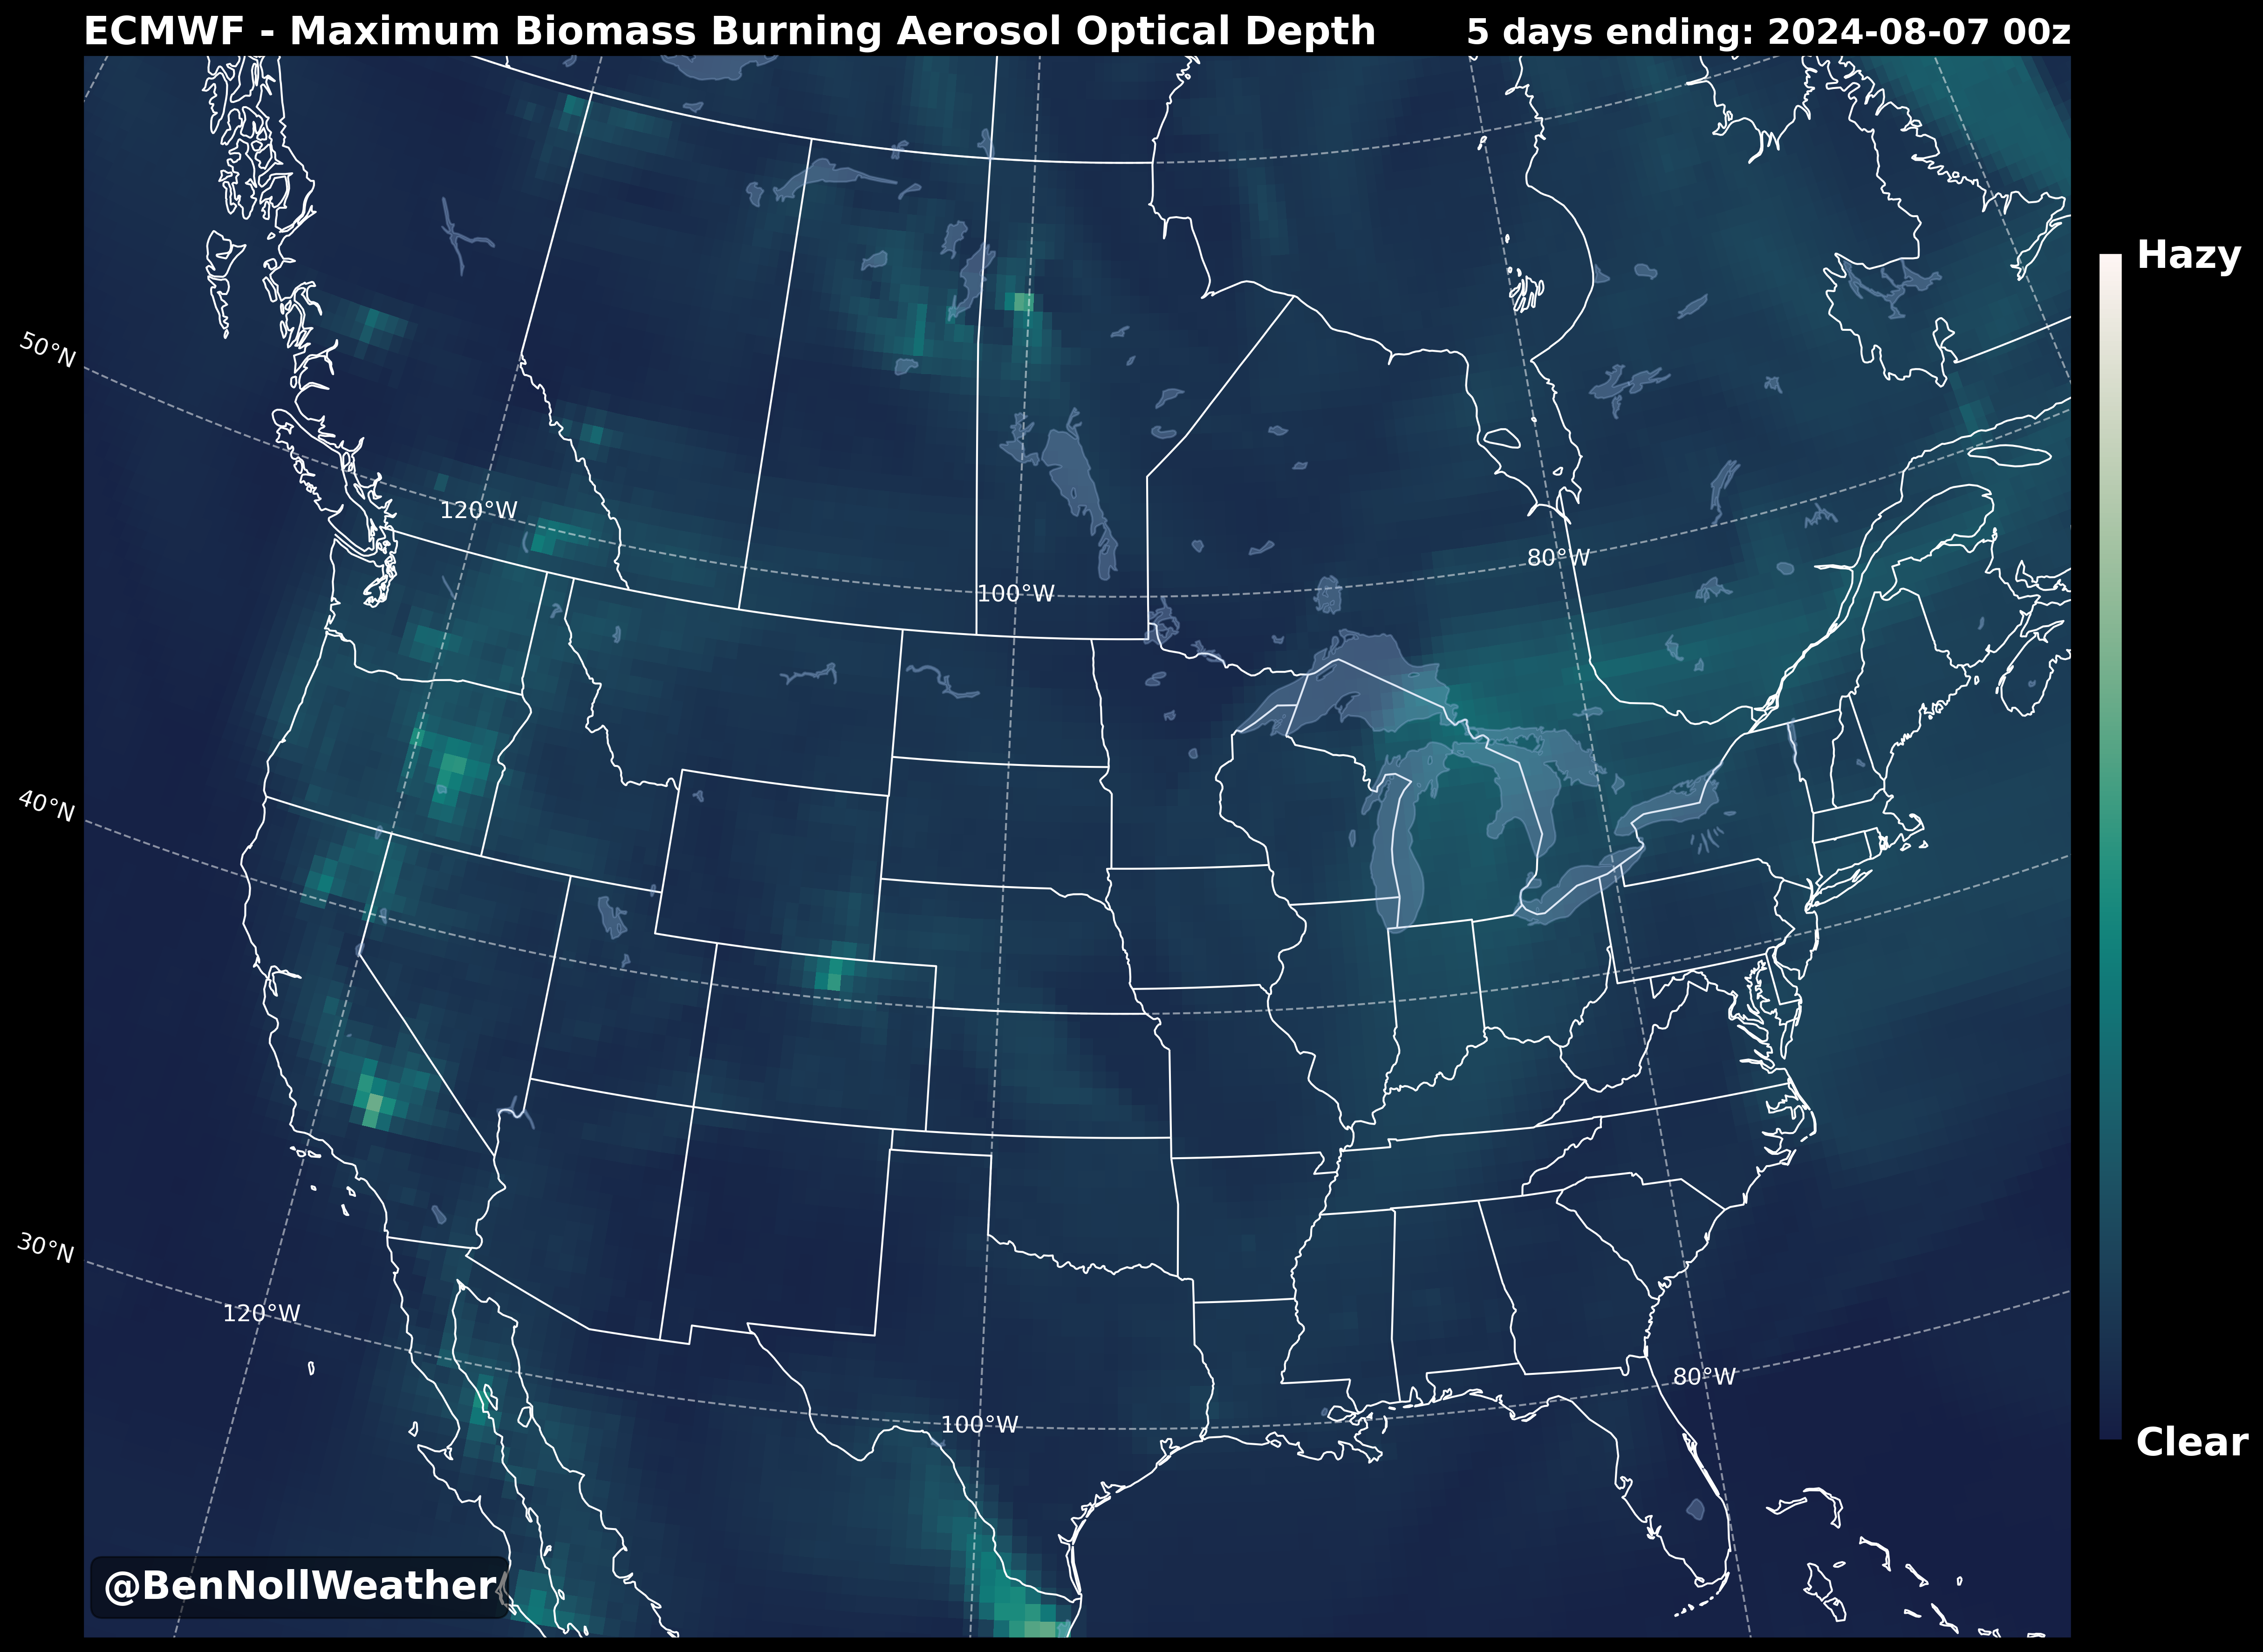 ECMWF - Maximum Biomass Burning Aerosol Optical Depth
5 days ending: 2024-08-07 00z
Hazy
50°N
120°W
80°W
100°W
40°N
30°N
120°W
80°W
100°W
Clear
@BenNollWeather